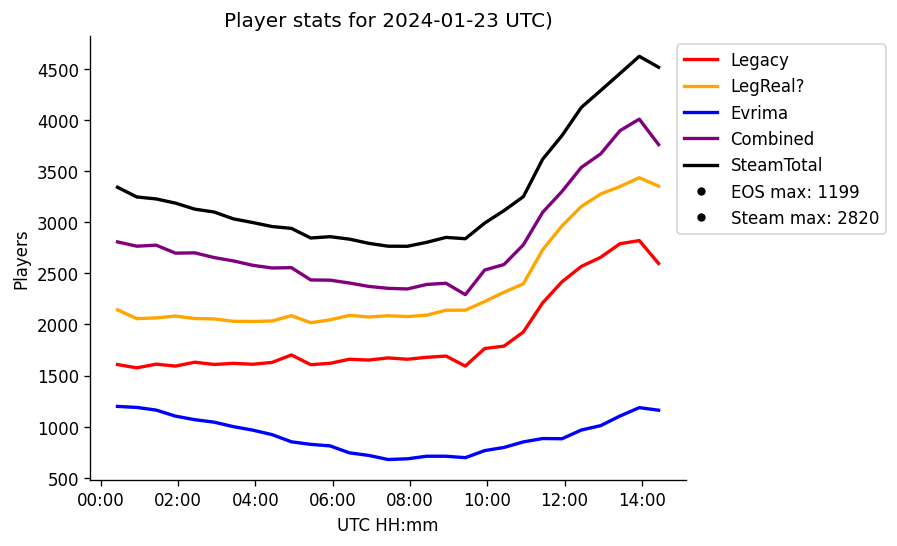 Player stats for 2024-01-23 UTC)
Legacy
LegReal?
Evrima
Combined
SteamTotal
EOS max: 1199
Steam max: 2820
Players
4500
4000
3500
3000
2500
2000
1500
1000
500
00:00 02:00 04:00 06:00 08:00 10:00 12:00 14:00
UTC HH:mm